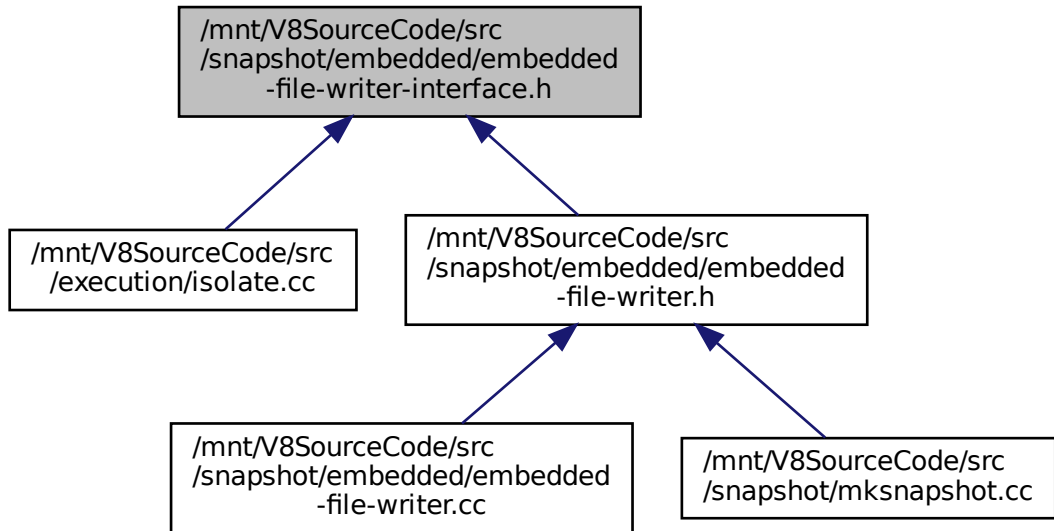 /mnt/V8SourceCode/src
/snapshot/embedded/embedded
-file-writer-interface.h
/mnt/V8SourceCode/src
/execution/isolate.cc
/mnt/V8SourceCode/src
/snapshot/embedded/embedded
-file-writer.h
/mnt/V8SourceCode/src
/snapshot/embedded/embedded
-file-writer.cc
/mnt/V8SourceCode/src
/snapshot/mksnapshot.cc